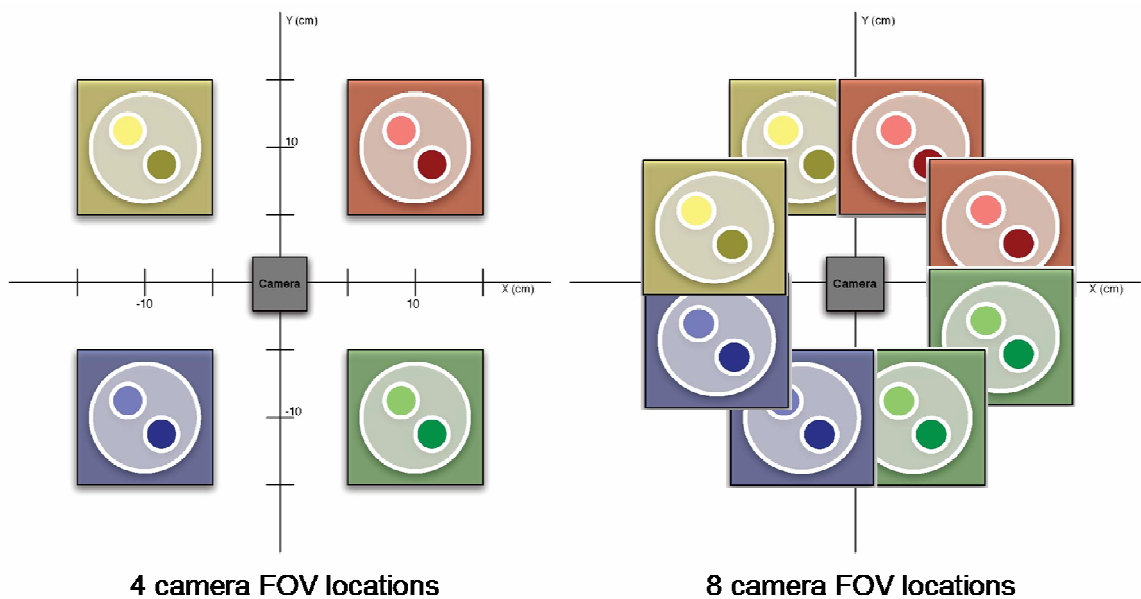 Y (cm)
10
Camera
-10
10
X (cm)
-10
4 camera FOV locations
Y (cm)
Camera
X (cm)
8 camera FOV locations